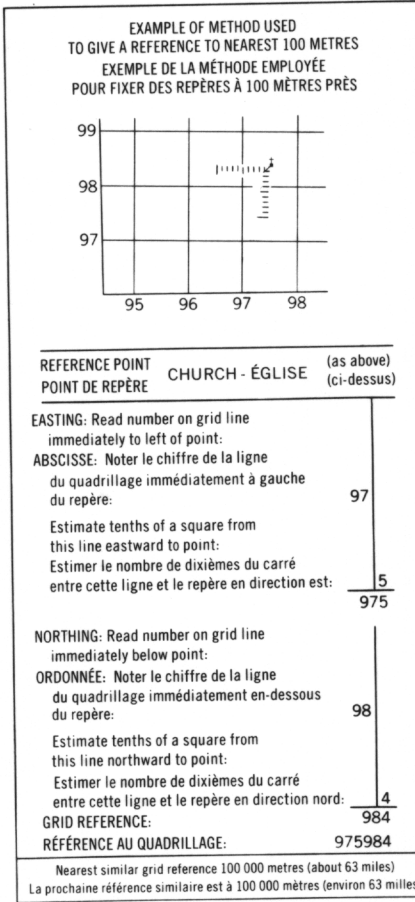 EXAMPLE OF METHOD USED
TO GIVE A REFERENCE TO NEAREST 100 METRES
EXEMPLE DE LA MÉTHODE EMPLOYÉE
POUR FIXER DES REPÈRES À 100 MÈTRES PRÈS
99
98
97
95 96 97 98
REFERENCE POINT
POINT DE REPÈRE
CHURCH - ÉGLISE
(as above)
(ci-dessus)
EASTING: Read number on grid line
immediately to left of point:
ABSCISSE: Noter le chiffre de la ligne
du quadrillage immédiatement à gauche
du repère: 97
Estimate tenths of a square from
this line eastward to point:
Estimer le nombre de dixièmes du carré
entre cette ligne et le repère en direction est: 5
975
NORTHING: Read number on grid line
immediately below point:
ORDONNÉE: Noter le chiffre de la ligne
du quadrillage immédiatement en-dessous
du repère: 98
Estimate tenths of a square from
this line northward to point:
Estimer le nombre de dixièmes du carré
entre cette ligne et le repère en direction nord: 4
GRID REFERENCE: 984
RÉFÉRENCE AU QUADRILLAGE: 975984
Nearest similar grid reference 100 000 metres (about 63 miles)
La prochaine référence similaire est à 100 000 mètres (environ 63 milles